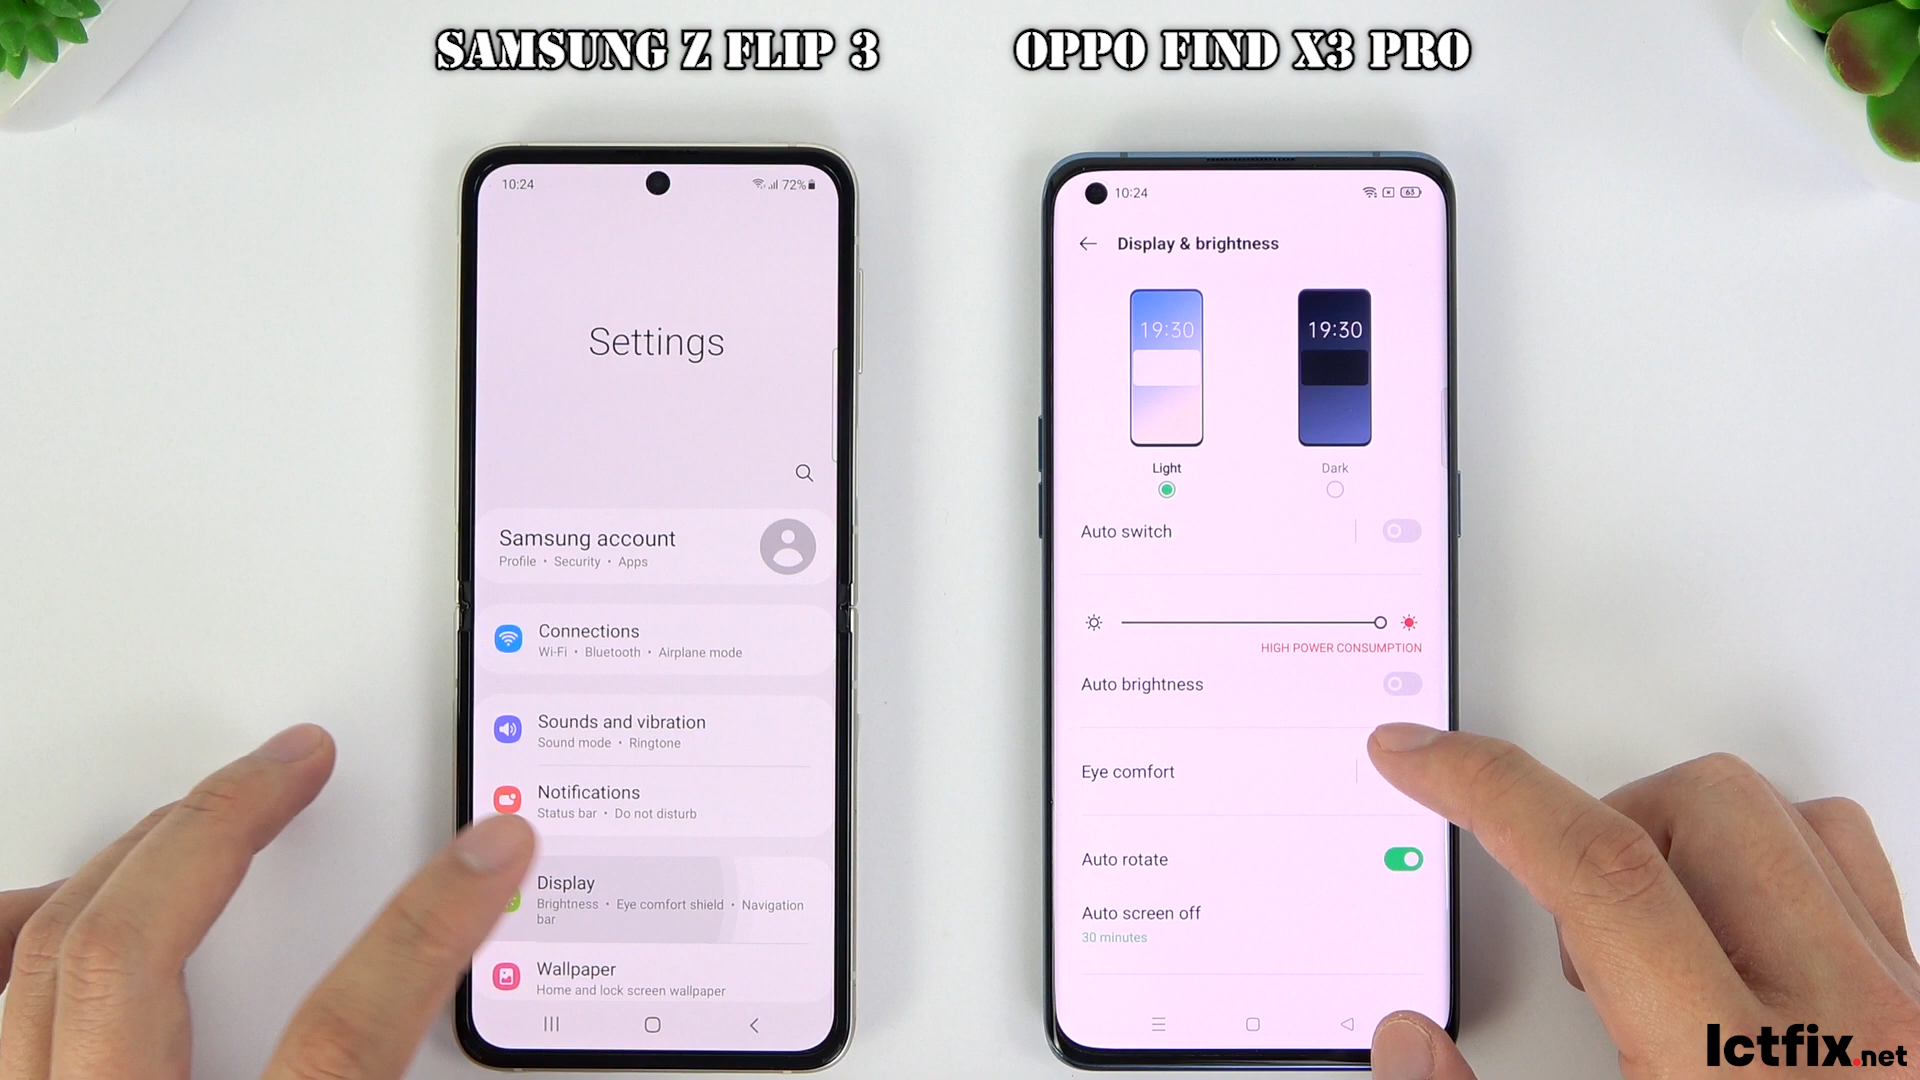 SAMSUNG Z FLIP 3
OPPO FIND X3 PRO
10:24
72%
Settings
Samsung account
Profile • Security • Apps
Connections
Wi-Fi • Bluetooth • Airplane mode
Sounds and vibration
Sound mode • Ringtone
Notifications
Status bar • Do not disturb
Display
Brightness • Eye comfort shield • Navigation
bar
Wallpaper
Home and lock screen wallpaper
10:24
63
Display & brightness
19:30
19:30
Light
Dark
Auto switch
HIGH POWER CONSUMPTION
Auto brightness
Eye comfort
Auto rotate
Auto screen off
30 minutes
Ictfix.net